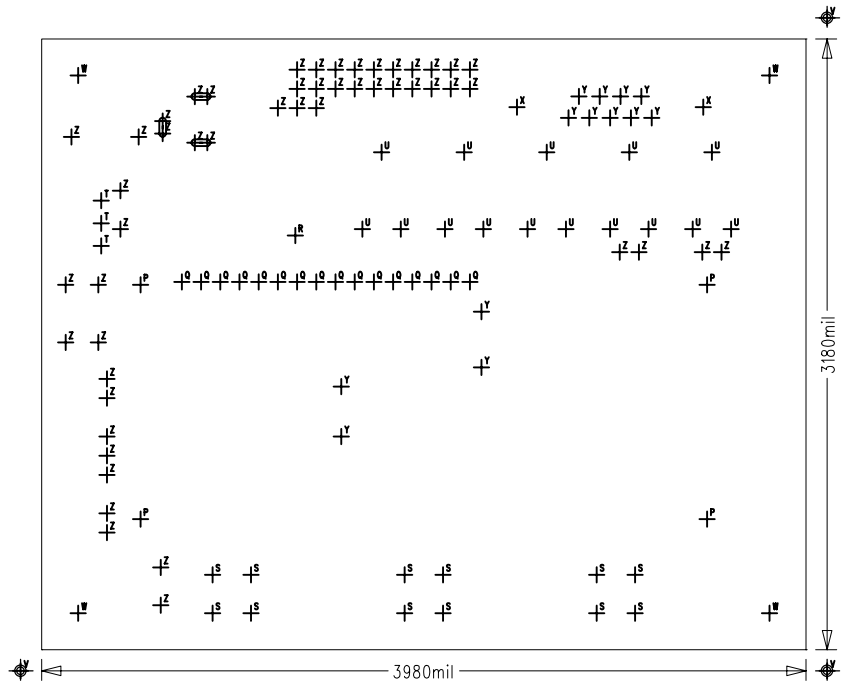 V
Z Z Z Z Z Z Z Z Z Z
W W
Z Z Z Z Z Z Z Z Z Z
Z Z Y Y Y Y
Z Z Z X X
Z Y Y Y Y Y
Z Z Z
Z Z
U U U U U
Z
T
T
Z R U U U U U U U U U U
T
Z Z Z Z
Z Z P Q Q Q Q Q Q Q Q Q Q Q Q Q Q Q Q P
Y
3180mil
Z Z
Y
Z
Y
Z
Z Y
Z
Z
Z
P P
Z
Z
S S S S S S
Z
W S S S S S S W
V 3980mil V